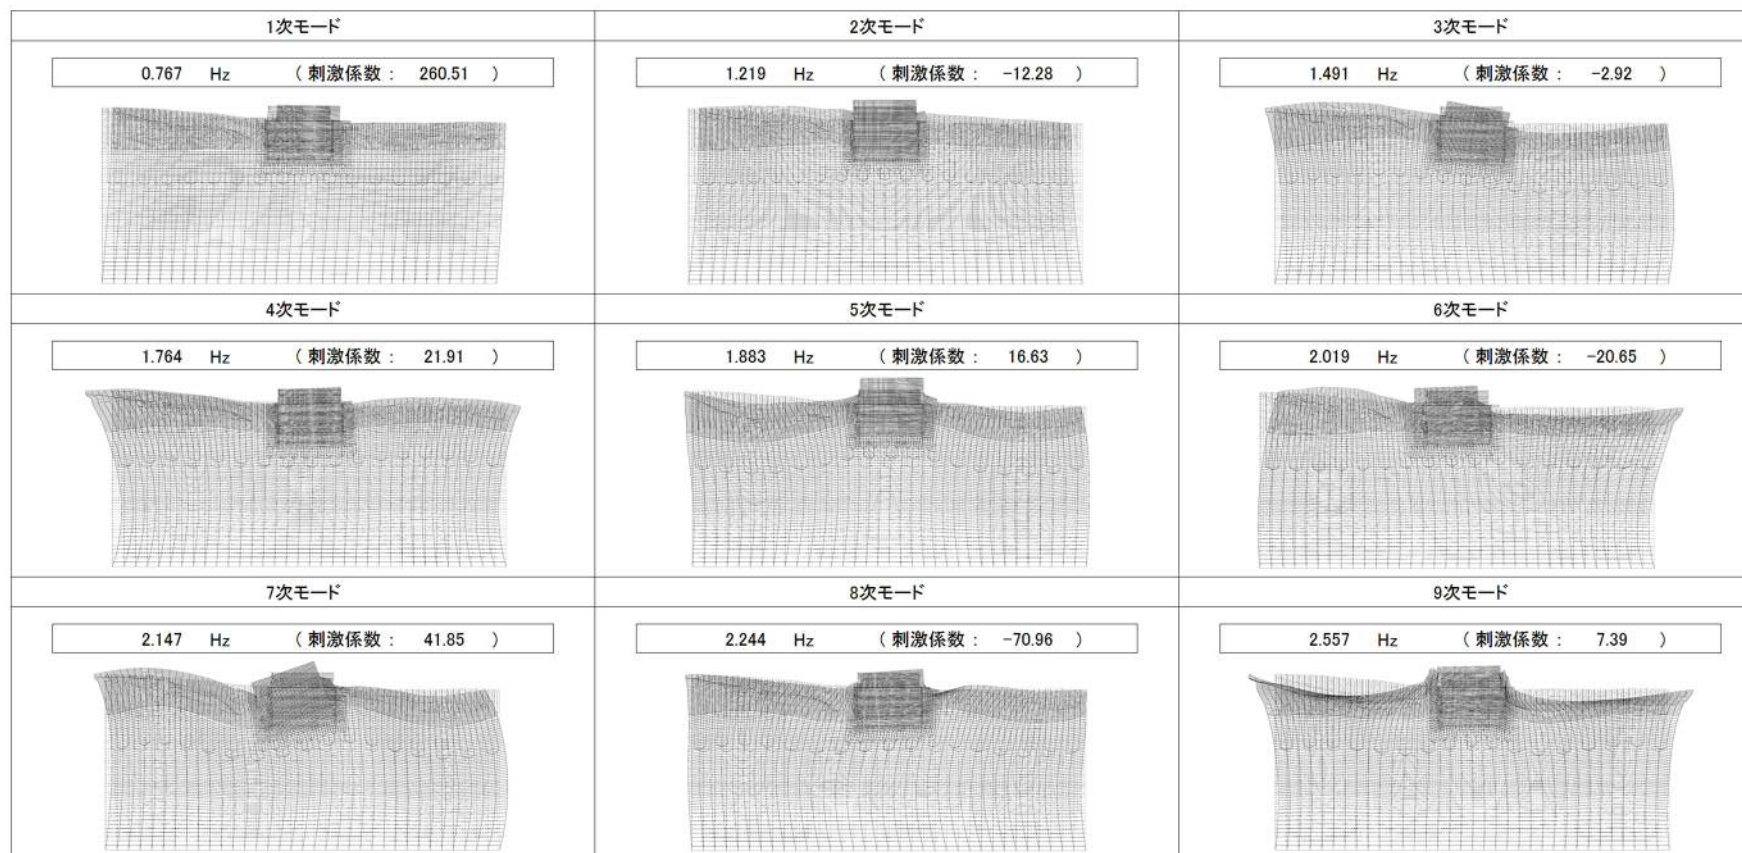 1次モード 2次モード 3次モード
0.767 Hz （ 刺激係数 ： 260.51 ） 1.219 Hz （ 刺激係数 ： -12.28 ） 1.491 Hz （ 刺激係数 ： -2.92 ）
4次モード 5次モード 6次モード
1.764 Hz （ 刺激係数 ： 21.91 ） 1.883 Hz （ 刺激係数 ： 16.63 ） 2.019 Hz （ 刺激係数 ： -20.65 ）
7次モード 8次モード 9次モード
2.147 Hz （ 刺激係数 ： 41.85 ） 2.244 Hz （ 刺激係数 ： -70.96 ） 2.557 Hz （ 刺激係数 ： 7.39 ）